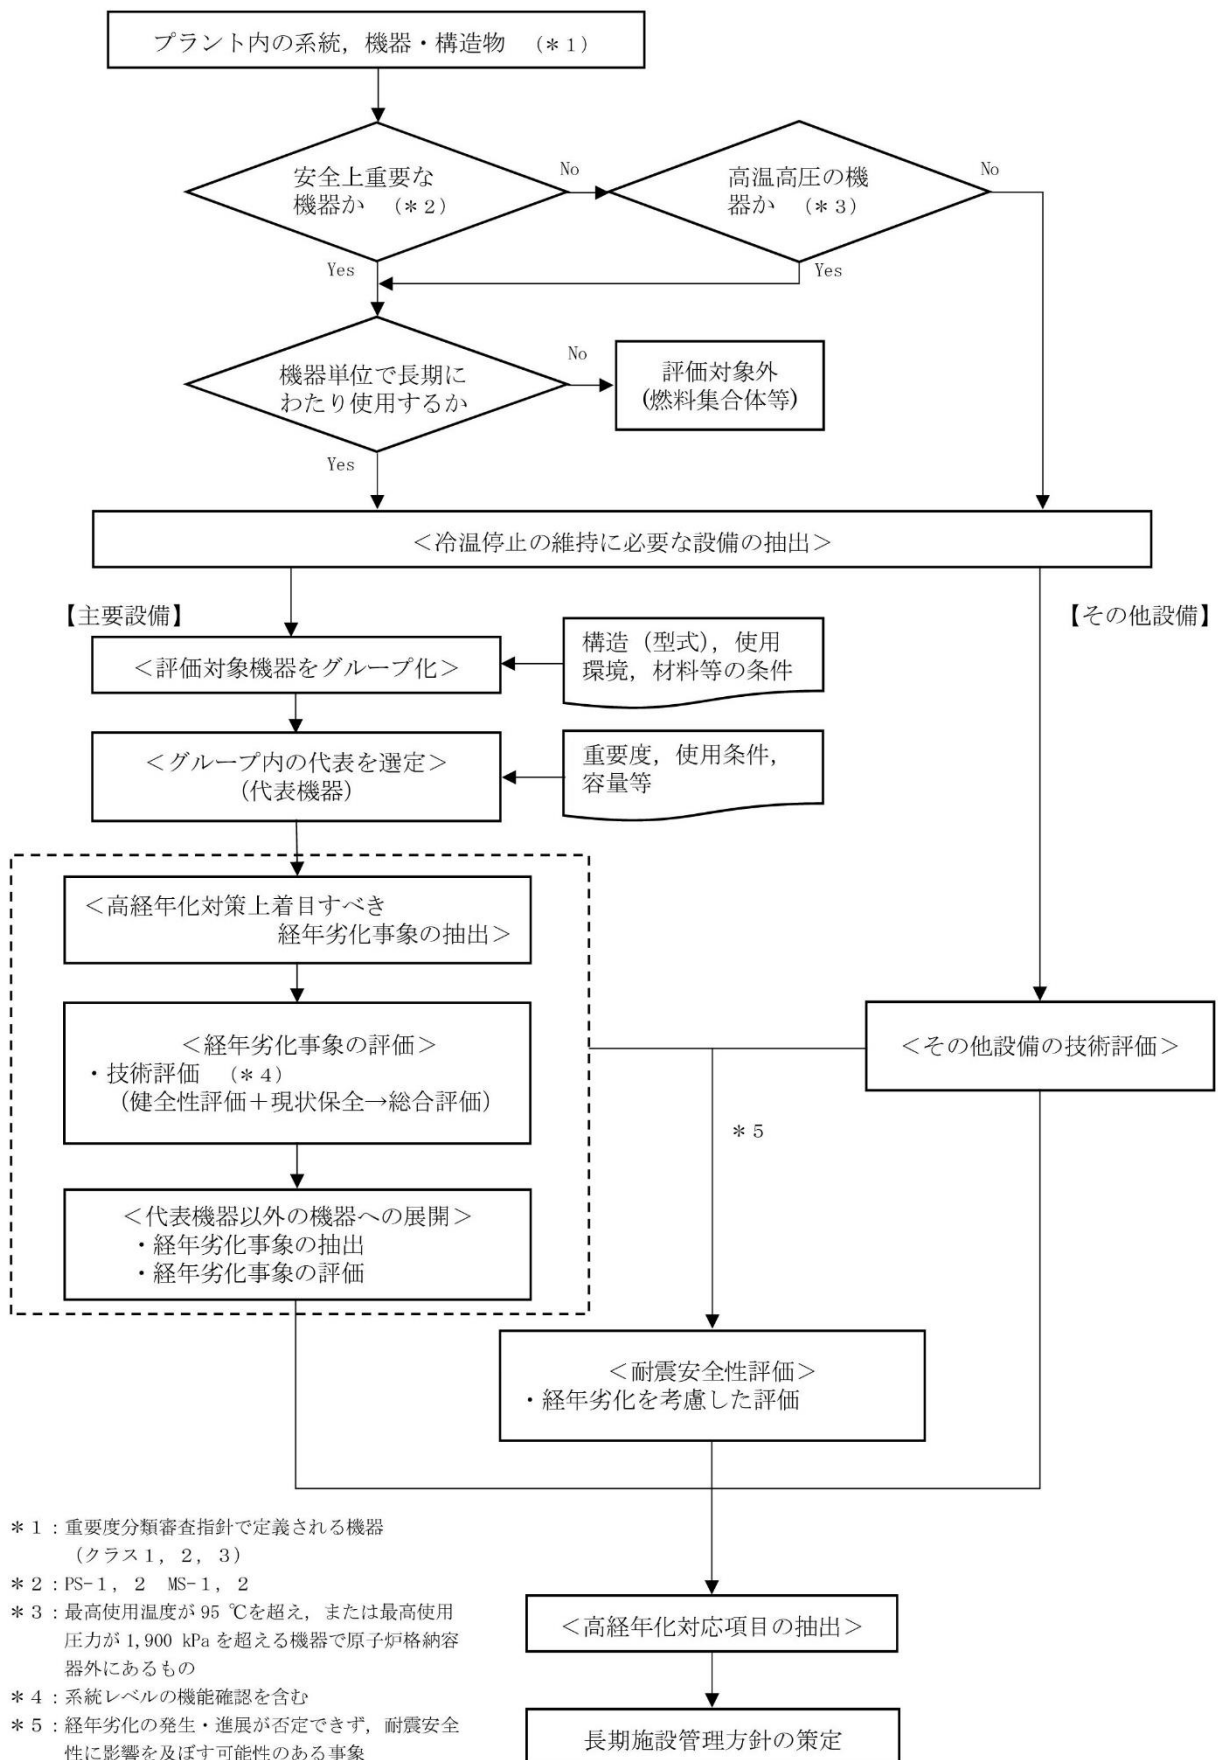 プラント内の系統，機器・構造物　（＊１）
安全上重要な
機器か　（＊２）
No
高温高圧の機
器か　（＊３）
No
Yes
Yes
機器単位で長期に
わたり使用するか
No
評価対象外
(燃料集合体等)
Yes
＜冷温停止の維持に必要な設備の抽出＞
【主要設備】
【その他設備】
＜評価対象機器をグループ化＞
構造（型式），使用
環境，材料等の条件
＜グループ内の代表を選定＞
(代表機器)
重要度，使用条件，
容量等
＜高経年化対策上着目すべき
経年劣化事象の抽出＞
＜経年劣化事象の評価＞
・技術評価　（＊４）
（健全性評価＋現状保全→総合評価）
＜その他設備の技術評価＞
＊５
＜代表機器以外の機器への展開＞
・経年劣化事象の抽出
・経年劣化事象の評価
＜耐震安全性評価＞
・経年劣化を考慮した評価
＊１：重要度分類審査指針で定義される機器
（クラス１，２，３）
＊２：PS-１，２　MS-１，２
＊３：最高使用温度が 95 ℃を超え，または最高使用
圧力が 1,900 kPa を超える機器で原子炉格納容
器外にあるもの
＊４：系統レベルの機能確認を含む
＊５：経年劣化の発生・進展が否定できず，耐震安全
性に影響を及ぼす可能性のある事象
＜高経年化対応項目の抽出＞
長期施設管理方針の策定